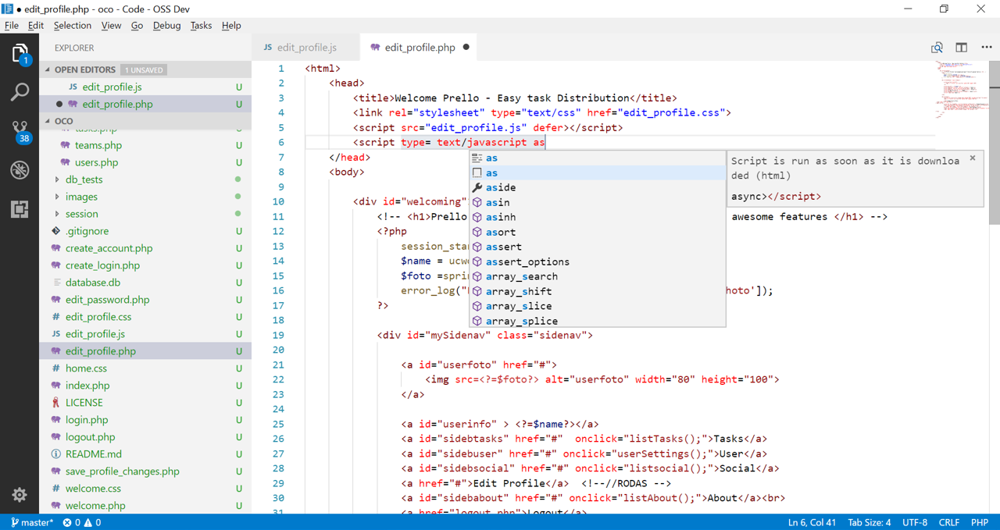 edit_profile.php - oco - Code - OSS Dev
File Edit Selection View Go Debug Tasks Help
1
38
EXPLORER
OPEN EDITORS 1 UNSAVED
JS edit_profile.js U
edit_profile.php U
OCO
tasks.php
teams.php U
users.php U
db_tests
images
session
.gitignore U
create_account.php U
create_login.php U
database.db U
edit_password.php U
# edit_profile.css U
JS edit_profile.js U
edit_profile.php U
# home.css U
index.php U
LICENSE U
login.php U
logout.php U
README.md U
save_profile_changes.php U
# welcome.css U
welcome.php U
JS edit_profile.js
edit_profile.php
1 <html>
2 <head>
3 <title>Welcome Prello - Easy task Distribution</title>
4 <link rel="stylesheet" type="text/css" href="edit_profile.css">
5 <script src="edit_profile.js" defer></script>
6 <script type= text/javascript as
7 </head>
8 <body>
9
10 <div id="welcoming"
11 <!-- <h1>Prello awesome features </h1> -->
12 <?php
13 session_sta
14 $name = ucw
15 $foto =spri
16 error_log(" hoto']);
17 ?>
18
19 <div id="mySidenav" class="sidenav">
20
21 <a id="userfoto" href="#">
22 <img src=<?=$foto?> alt="userfoto" width="80" height="100">
23 </a>
24
25 <a id="userinfo" > <?=$name?></a>
26 <a id="sidebtasks" href="#" onclick="listTasks();">Tasks</a>
27 <a id="sidebuser" href="#" onclick="userSettings();">User</a>
28 <a id="sidebsocial" href="#" onclick="listsocial();">Social</a>
29 <a href="#">Edit Profile</a> <!--//RODAS -->
30 <a id="sidebabout" href="#" onclick="listAbout();">About</a><br>
31 <a href="logout.php">Logout</a>
as
as
aside
asin
asinh
asort
assert
assert_options
array_search
array_shift
array_slice
array_splice
Script is run as soon as it is downloa
ded (html)
async></script>
master* 0 0 Ln 6, Col 41 Tab Size: 4 UTF-8 CRLF PHP